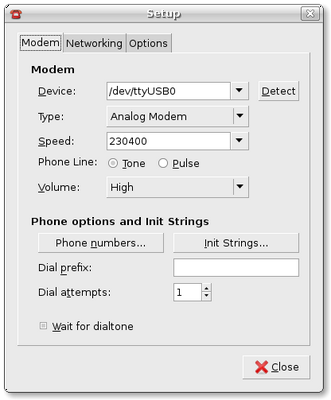 Setup
Modem Networking Options
Modem
Device: /dev/ttyUSB0 Detect
Type: Analog Modem
Speed: 230400
Phone Line: Tone Pulse
Volume: High
Phone options and Init Strings
Phone numbers... Init Strings...
Dial prefix:
Dial attempts: 1
Wait for dialtone
Close